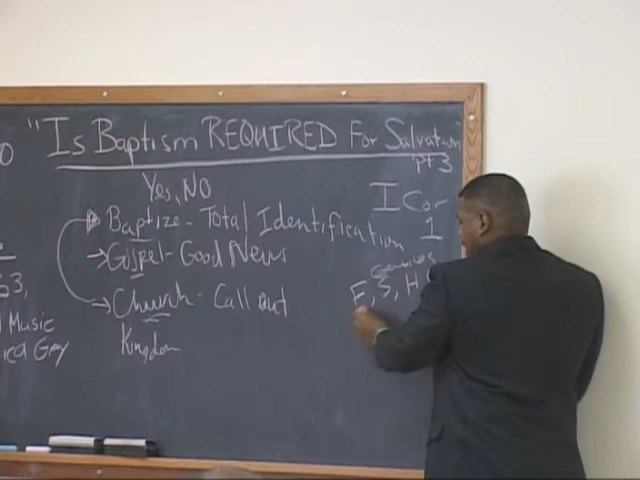 "Is Baptism REQUIRED For Salvation
pt 3
Yes, NO
I Cor
1
Baptize - Total Identification
Gospel - Good News
Church - Call out
Kingdom
F, S, H
53,
Music